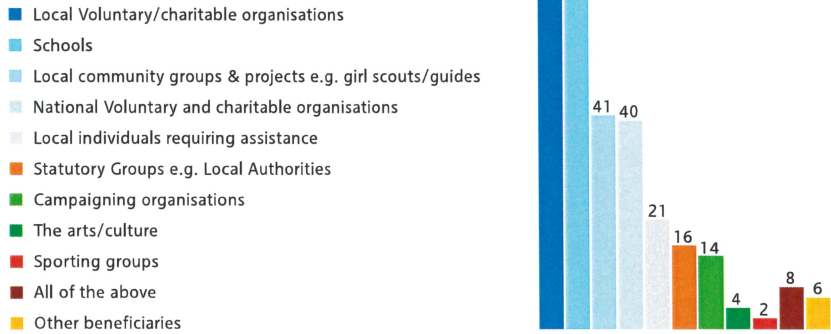 Local Voluntary/charitable organisations
Schools
Local community groups & projects e.g. girl scouts/guides
National Voluntary and charitable organisations
Local individuals requiring assistance
Statutory Groups e.g. Local Authorities
Campaigning organisations
The arts/culture
Sporting groups
All of the above
Other beneficiaries
41
40
21
16
14
4
2
8
6